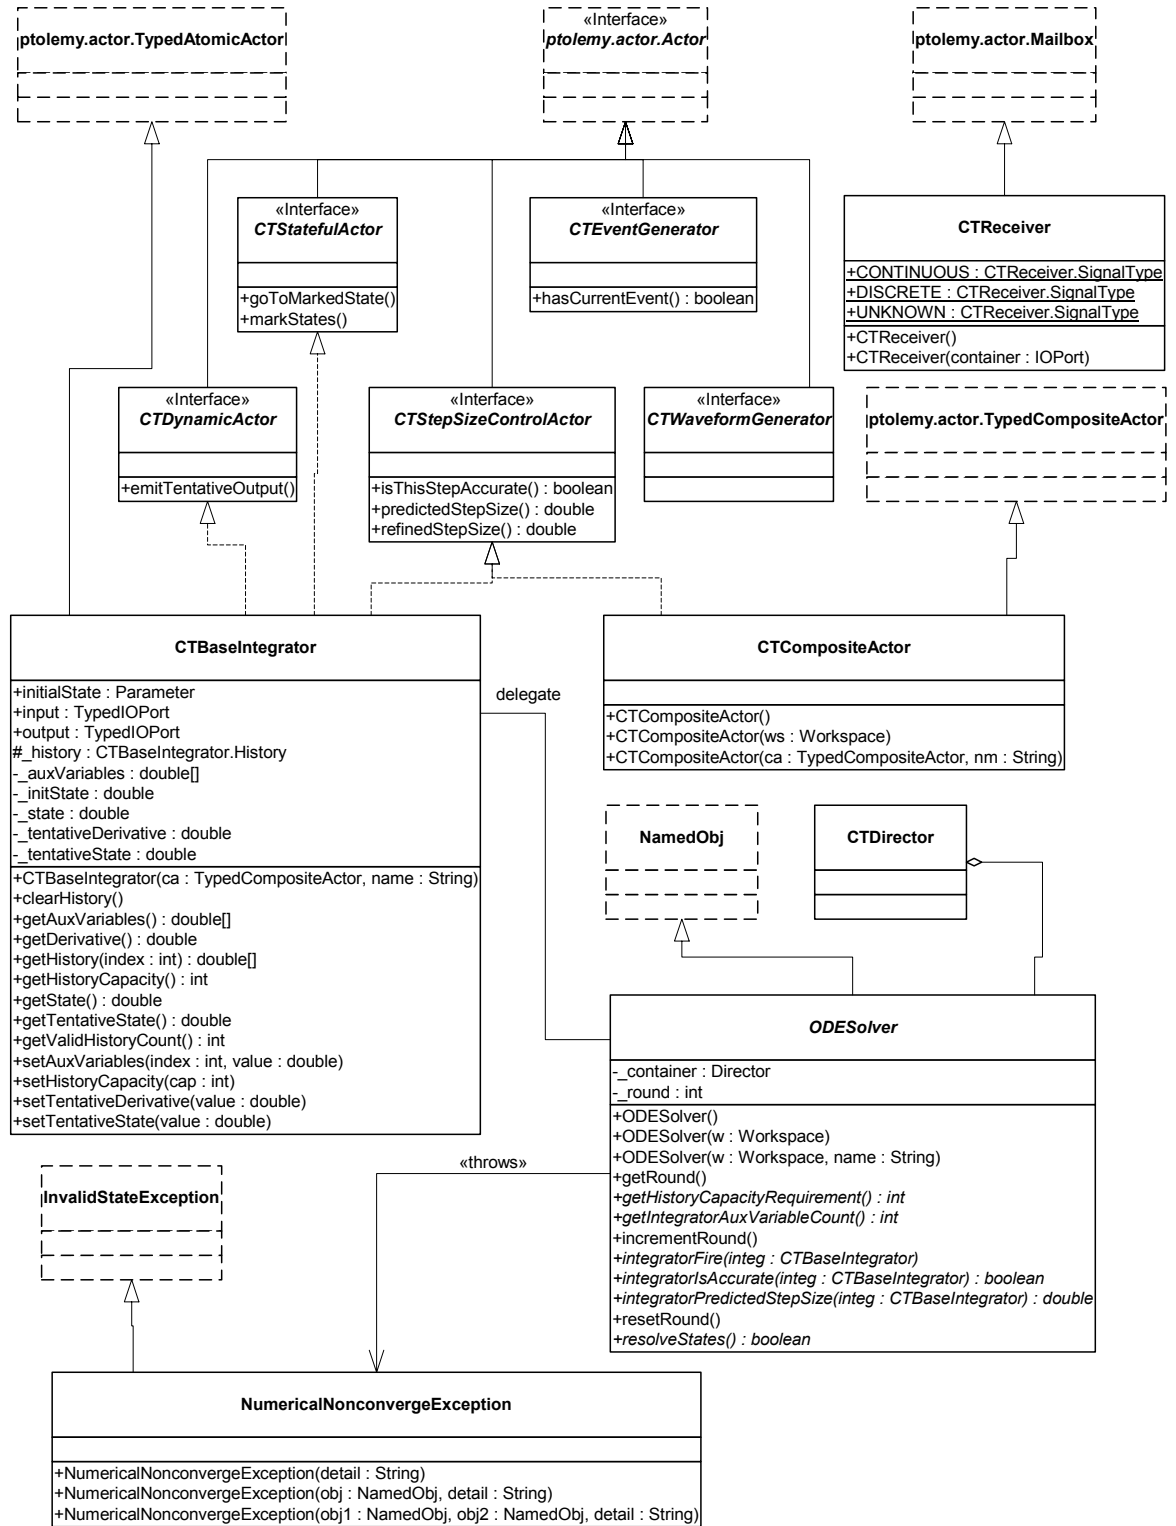 ptolemy.actor.TypedAtomicActor
«Interface»
ptolemy.actor.Actor
ptolemy.actor.Mailbox
«Interface»
CTStatefulActor
+goToMarkedState()
+markStates()
«Interface»
CTEventGenerator
+hasCurrentEvent() : boolean
CTReceiver
+CONTINUOUS : CTReceiver.SignalType
+DISCRETE : CTReceiver.SignalType
+UNKNOWN : CTReceiver.SignalType
+CTReceiver()
+CTReceiver(container : IOPort)
«Interface»
CTDynamicActor
+emitTentativeOutput()
«Interface»
CTStepSizeControlActor
+isThisStepAccurate() : boolean
+predictedStepSize() : double
+refinedStepSize() : double
«Interface»
CTWaveformGenerator
ptolemy.actor.TypedCompositeActor
CTBaseIntegrator
+initialState : Parameter
+input : TypedIOPort
+output : TypedIOPort
#_history : CTBaseIntegrator.History
-_auxVariables : double[]
-_initState : double
-_state : double
-_tentativeDerivative : double
-_tentativeState : double
+CTBaseIntegrator(ca : TypedCompositeActor, name : String)
+clearHistory()
+getAuxVariables() : double[]
+getDerivative() : double
+getHistory(index : int) : double[]
+getHistoryCapacity() : int
+getState() : double
+getTentativeState() : double
+getValidHistoryCount() : int
+setAuxVariables(index : int, value : double)
+setHistoryCapacity(cap : int)
+setTentativeDerivative(value : double)
+setTentativeState(value : double)
delegate
CTCompositeActor
+CTCompositeActor()
+CTCompositeActor(ws : Workspace)
+CTCompositeActor(ca : TypedCompositeActor, nm : String)
NamedObj
CTDirector
ODESolver
-_container : Director
-_round : int
+ODESolver()
+ODESolver(w : Workspace)
+ODESolver(w : Workspace, name : String)
+getRound()
+getHistoryCapacityRequirement() : int
+getIntegratorAuxVariableCount() : int
+incrementRound()
+integratorFire(integ : CTBaseIntegrator)
+integratorIsAccurate(integ : CTBaseIntegrator) : boolean
+integratorPredictedStepSize(integ : CTBaseIntegrator) : double
+resetRound()
+resolveStates() : boolean
«throws»
InvalidStateException
NumericalNonconvergeException
+NumericalNonconvergeException(detail : String)
+NumericalNonconvergeException(obj : NamedObj, detail : String)
+NumericalNonconvergeException(obj1 : NamedObj, obj2 : NamedObj, detail : String)